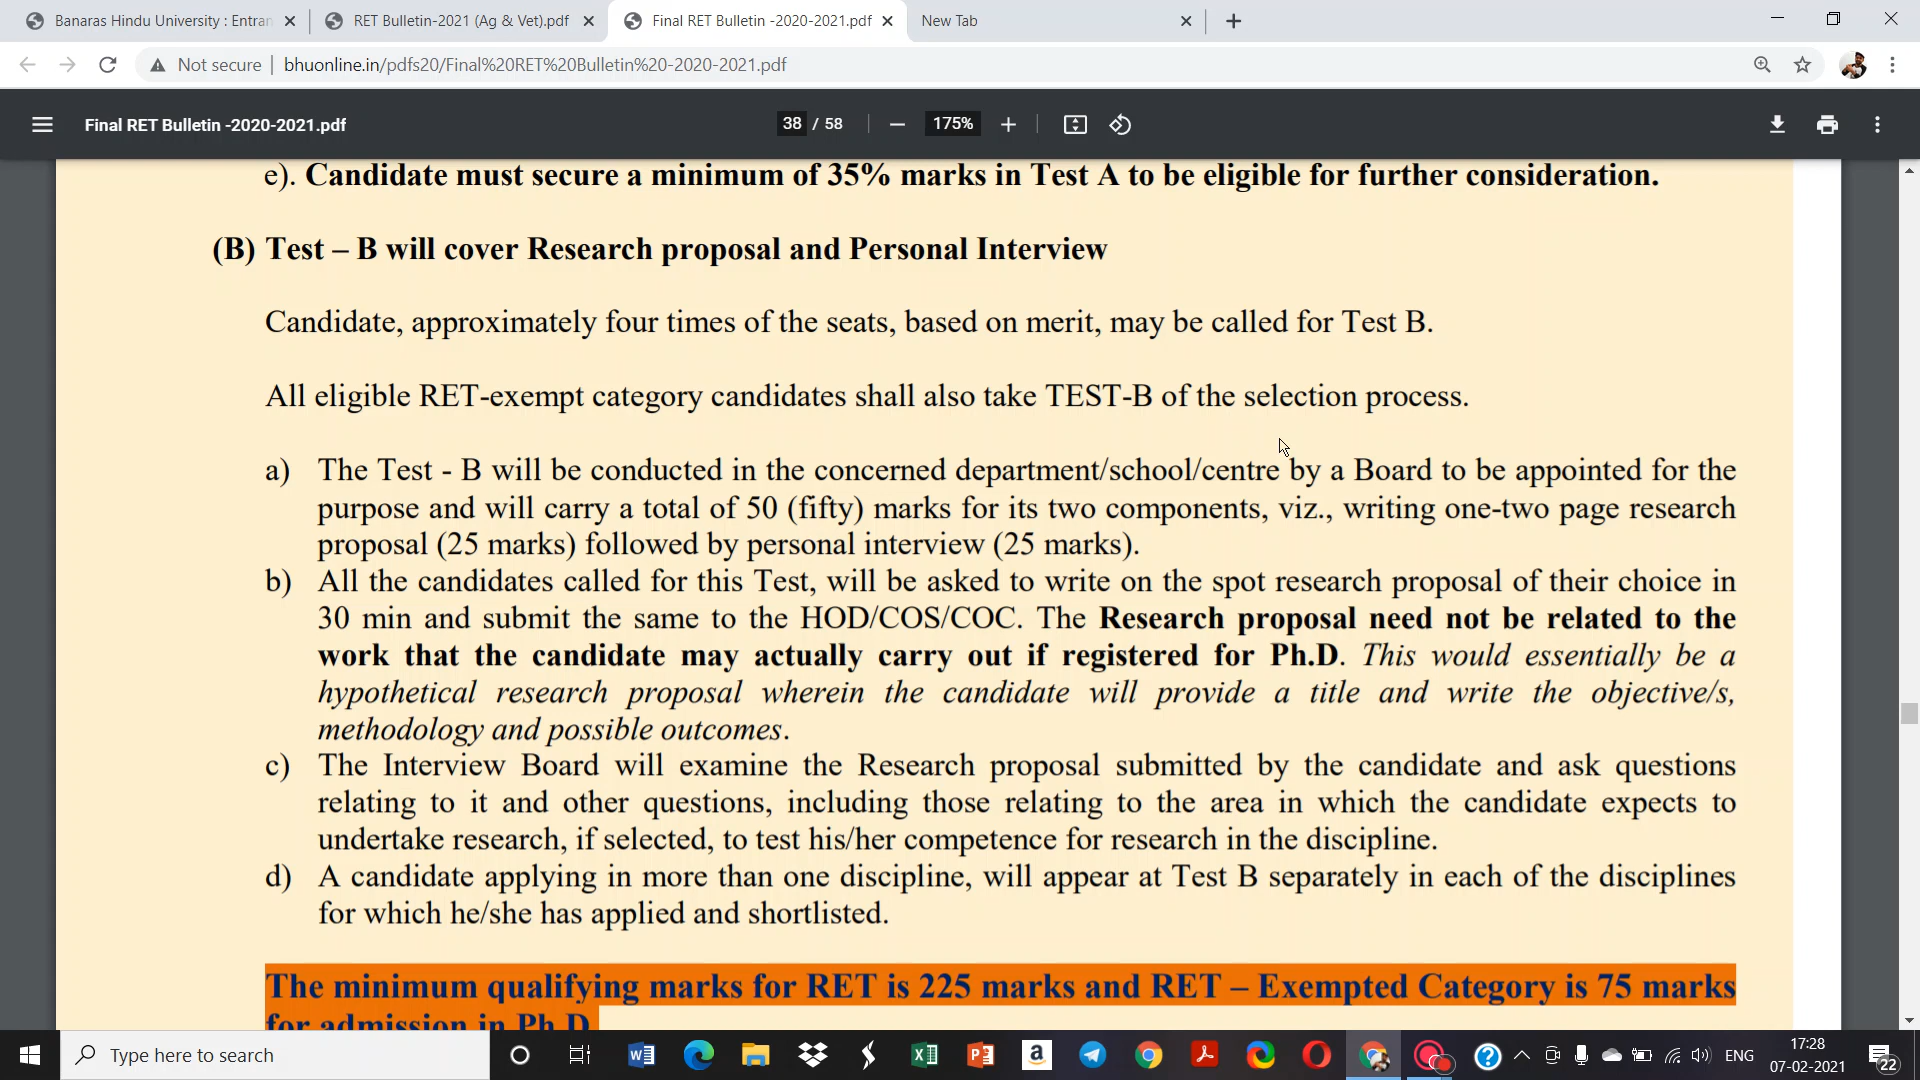 Banaras Hindu University : Entran
RET Bulletin-2021 (Ag & Vet).pdf
Final RET Bulletin -2020-2021.pdf
New Tab
Not secure
bhuonline.in/pdfs20/Final%20RET%20Bulletin%20-2020-2021.pdf
Final RET Bulletin -2020-2021.pdf
38 / 58
175%
e). Candidate must secure a minimum of 35% marks in Test A to be eligible for further consideration.
(B) Test – B will cover Research proposal and Personal Interview
Candidate, approximately four times of the seats, based on merit, may be called for Test B.
All eligible RET-exempt category candidates shall also take TEST-B of the selection process.
a) The Test - B will be conducted in the concerned department/school/centre by a Board to be appointed for the
purpose and will carry a total of 50 (fifty) marks for its two components, viz., writing one-two page research
proposal (25 marks) followed by personal interview (25 marks).
b) All the candidates called for this Test, will be asked to write on the spot research proposal of their choice in
30 min and submit the same to the HOD/COS/COC. The Research proposal need not be related to the
work that the candidate may actually carry out if registered for Ph.D. This would essentially be a
hypothetical research proposal wherein the candidate will provide a title and write the objective/s,
methodology and possible outcomes.
c) The Interview Board will examine the Research proposal submitted by the candidate and ask questions
relating to it and other questions, including those relating to the area in which the candidate expects to
undertake research, if selected, to test his/her competence for research in the discipline.
d) A candidate applying in more than one discipline, will appear at Test B separately in each of the disciplines
for which he/she has applied and shortlisted.
The minimum qualifying marks for RET is 225 marks and RET – Exempted Category is 75 marks
for admission in Ph.D.
Type here to search
ENG
17:28
07-02-2021
22